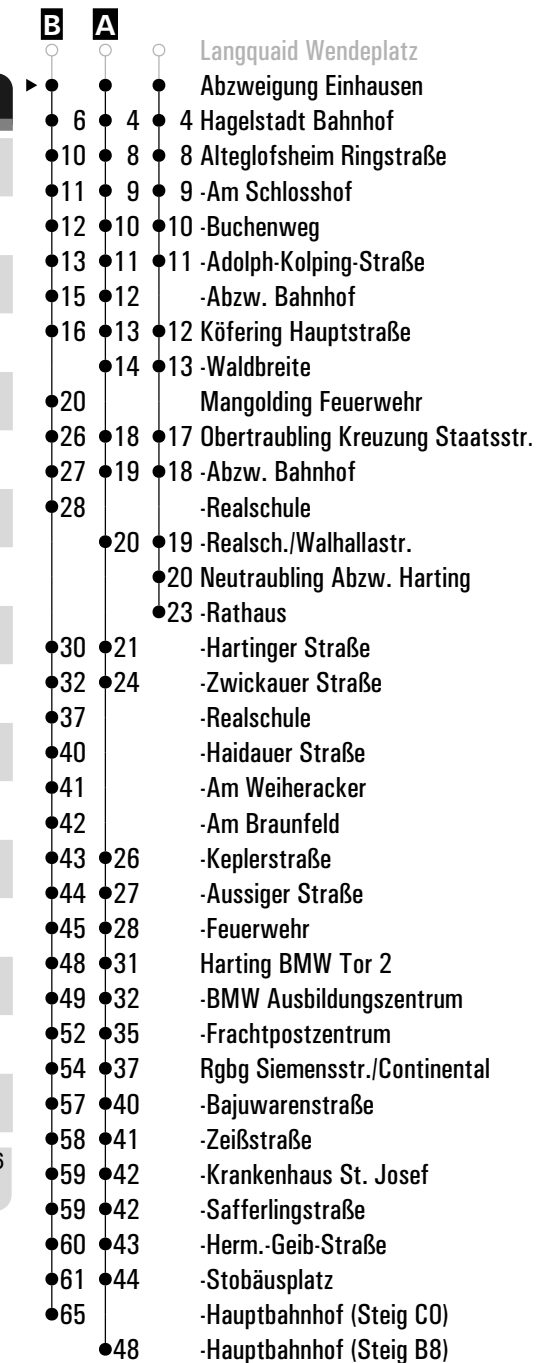 B A
Langquaid Wendeplatz
Abzweigung Einhausen
6 4 4 Hagelstadt Bahnhof
10 8 8 Alteglofsheim Ringstraße
11 9 9 -Am Schlosshof
12 10 10 -Buchenweg
13 11 11 -Adolph-Kolping-Straße
15 12 -Abzw. Bahnhof
16 13 12 Köfering Hauptstraße
14 13 -Waldbreite
20 Mangolding Feuerwehr
26 18 17 Obertraubling Kreuzung Staatsstr.
27 19 18 -Abzw. Bahnhof
28 -Realschule
20 19 -Realsch./Walhallastr.
20 Neutraubling Abzw. Harting
23 -Rathaus
30 21 -Hartinger Straße
32 24 -Zwickauer Straße
37 -Realschule
40 -Haidauer Straße
41 -Am Weiheracker
42 -Am Braunfeld
43 26 -Keplerstraße
44 27 -Aussiger Straße
45 28 -Feuerwehr
48 31 Harting BMW Tor 2
49 32 -BMW Ausbildungszentrum
52 35 -Frachtpostzentrum
54 37 Rgbg Siemensstr./Continental
57 40 -Bajuwarenstraße
58 41 -Zeißstraße
59 42 -Krankenhaus St. Josef
59 42 -Safferlingstraße
60 43 -Herm.-Geib-Straße
61 44 -Stobäusplatz
65 -Hauptbahnhof (Steig C0)
48 -Hauptbahnhof (Steig B8)